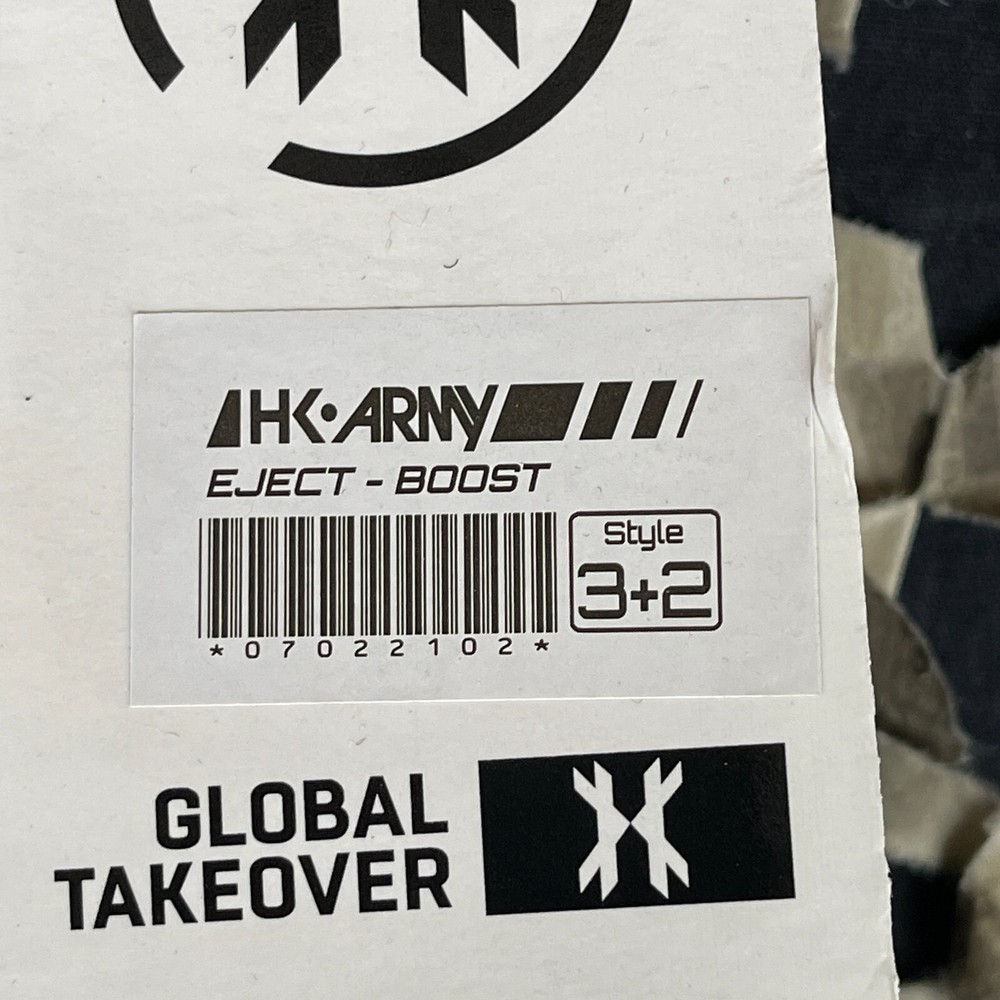 HK•ARMY
EJECT - BOOST
Style
3+2
*07022102*
GLOBAL
TAKEOVER